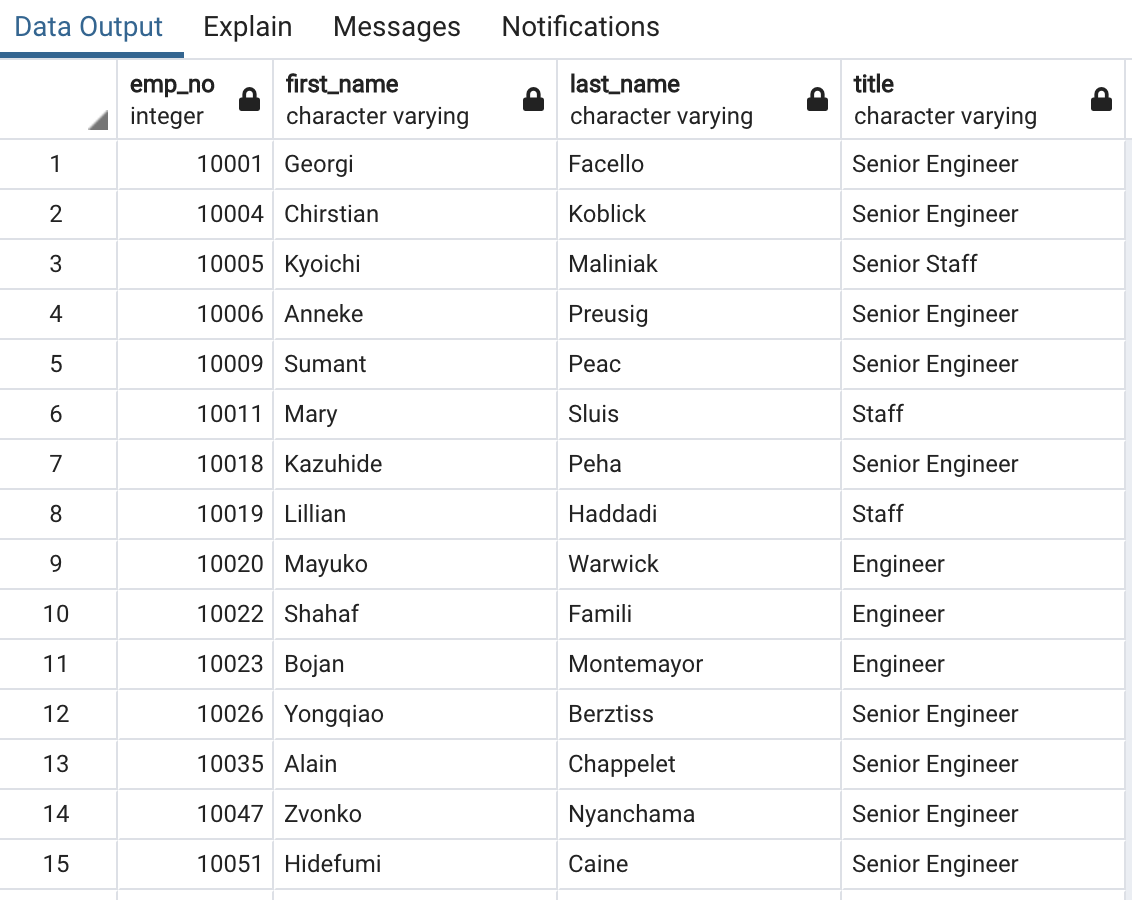 Data Output Explain Messages Notifications
emp_no first_name last_name title
integer character varying character varying character varying
1 10001 Georgi Facello Senior Engineer
2 10004 Chirstian Koblick Senior Engineer
3 10005 Kyoichi Maliniak Senior Staff
4 10006 Anneke Preusig Senior Engineer
5 10009 Sumant Peac Senior Engineer
6 10011 Mary Sluis Staff
7 10018 Kazuhide Peha Senior Engineer
8 10019 Lillian Haddadi Staff
9 10020 Mayuko Warwick Engineer
10 10022 Shahaf Famili Engineer
11 10023 Bojan Montemayor Engineer
12 10026 Yongqiao Berztiss Senior Engineer
13 10035 Alain Chappelet Senior Engineer
14 10047 Zvonko Nyanchama Senior Engineer
15 10051 Hidefumi Caine Senior Engineer